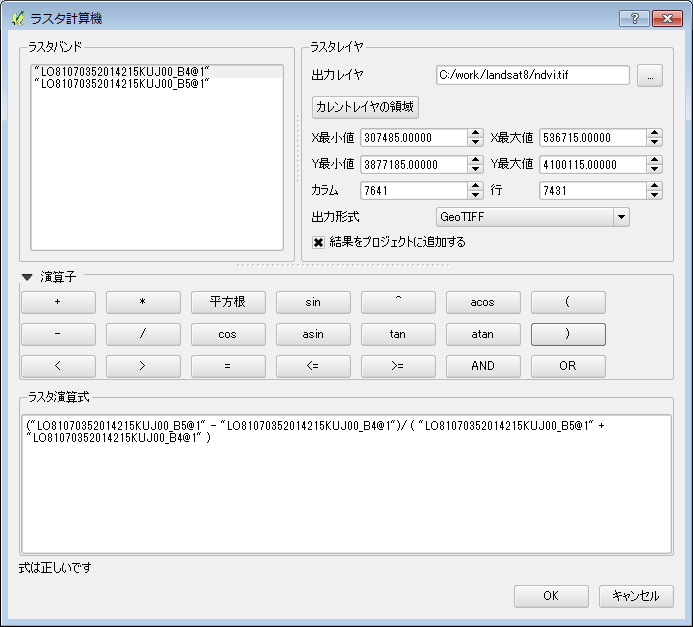 ラスタ計算機
ラスタバンド
"LO81070352014215KUJ00_B4@1"
"LO81070352014215KUJ00_B5@1"
ラスタレイヤ
出力レイヤ C:/work/landsat8/ndvi.tif ...
カレントレイヤの領域
X最小値 307485.00000 X最大値 536715.00000
Y最小値 3877185.00000 Y最大値 4100115.00000
カラム 7641 行 7431
出力形式 GeoTIFF
結果をプロジェクトに追加する
演算子
+ * 平方根 sin ^ acos (
- / cos asin tan atan )
< > = <= >= AND OR
ラスタ演算式
("LO81070352014215KUJ00_B5@1" - "LO81070352014215KUJ00_B4@1")/ ( "LO81070352014215KUJ00_B5@1" +
"LO81070352014215KUJ00_B4@1" )
式は正しいです
OK キャンセル